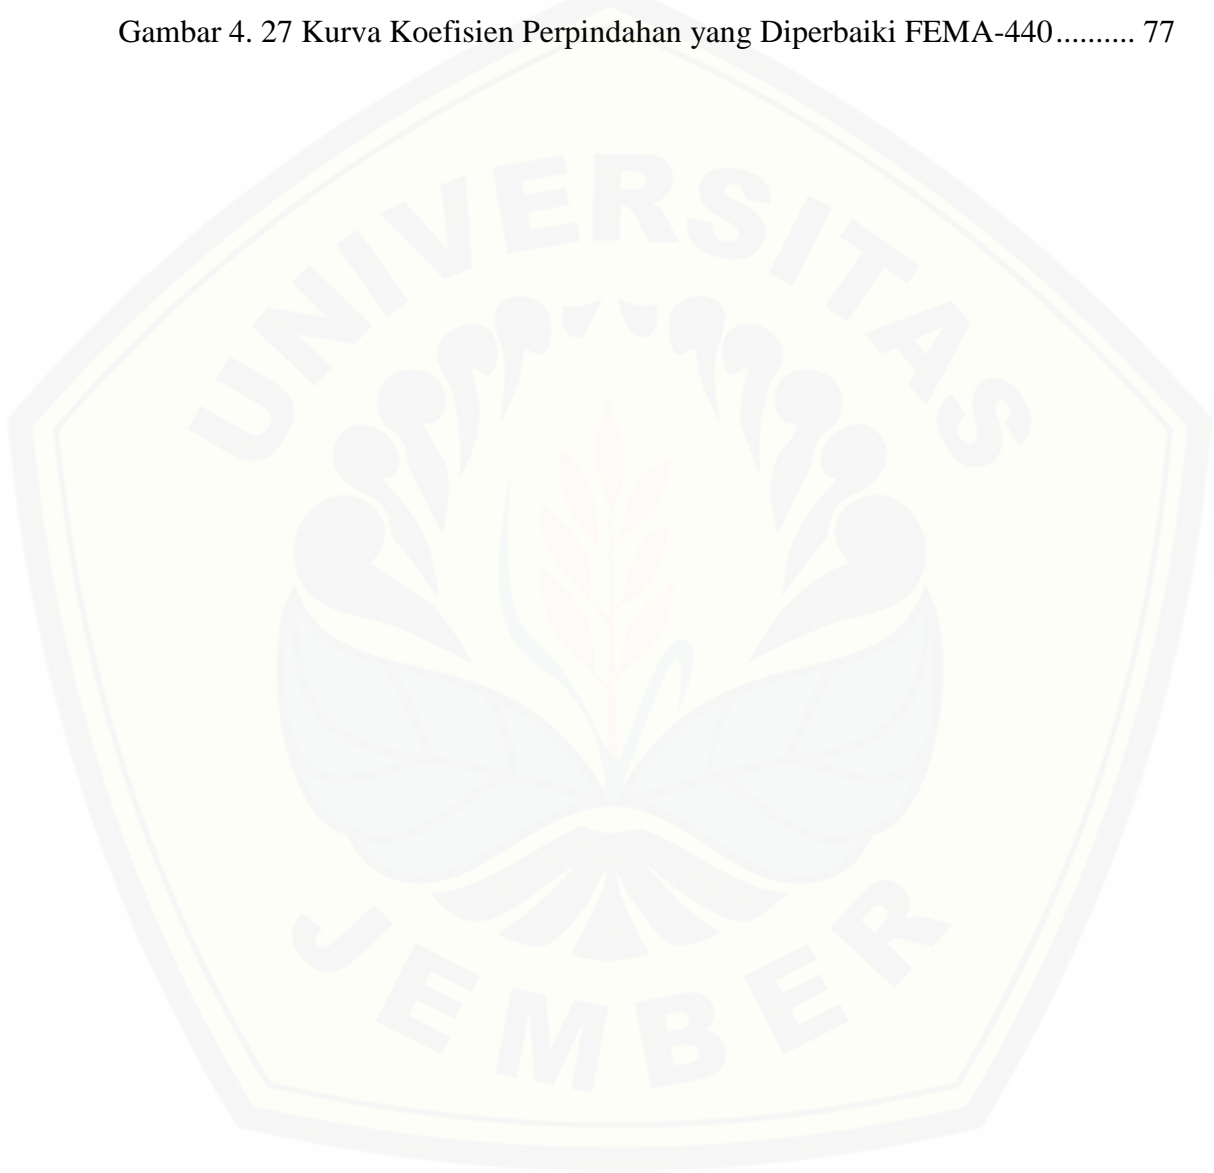 Gambar 4. 27 Kurva Koefisien Perpindahan yang Diperbaiki FEMA-440.......... 77
UNIVERSITAS
JEMBER